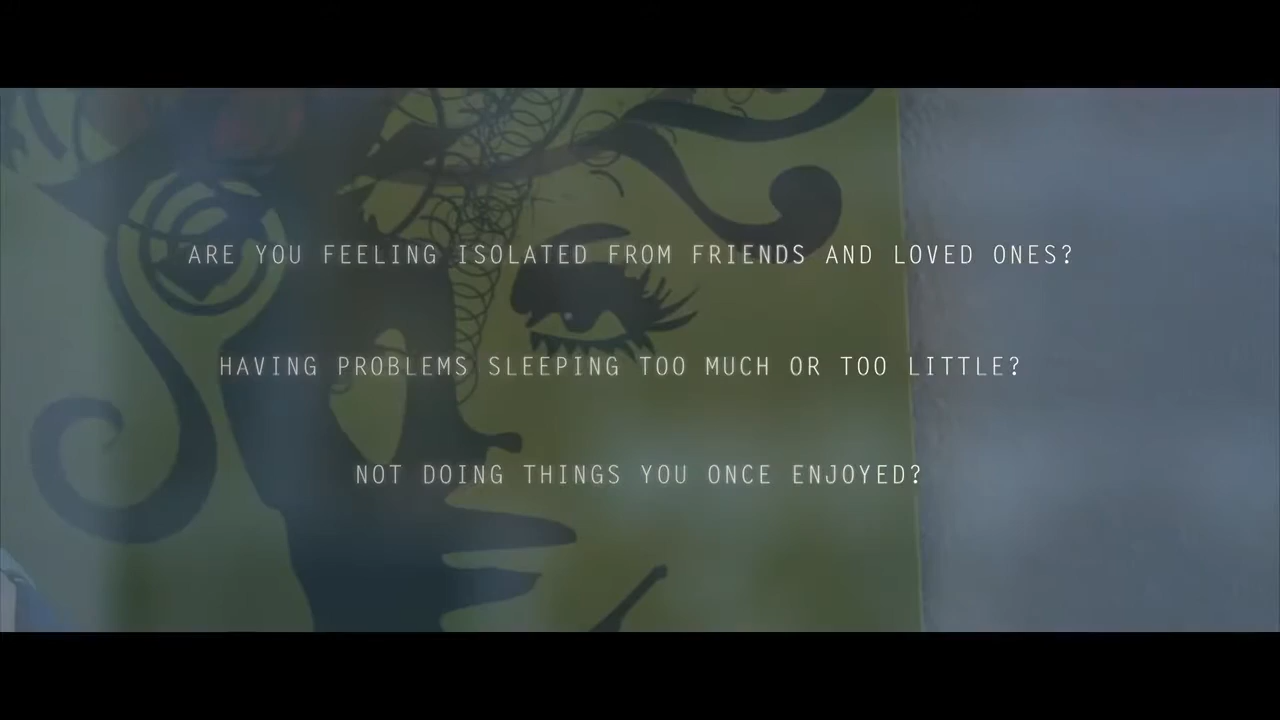 ARE YOU FEELING ISOLATED FROM FRIENDS AND LOVED ONES?
HAVING PROBLEMS SLEEPING TOO MUCH OR TOO LITTLE?
NOT DOING THINGS YOU ONCE ENJOYED?